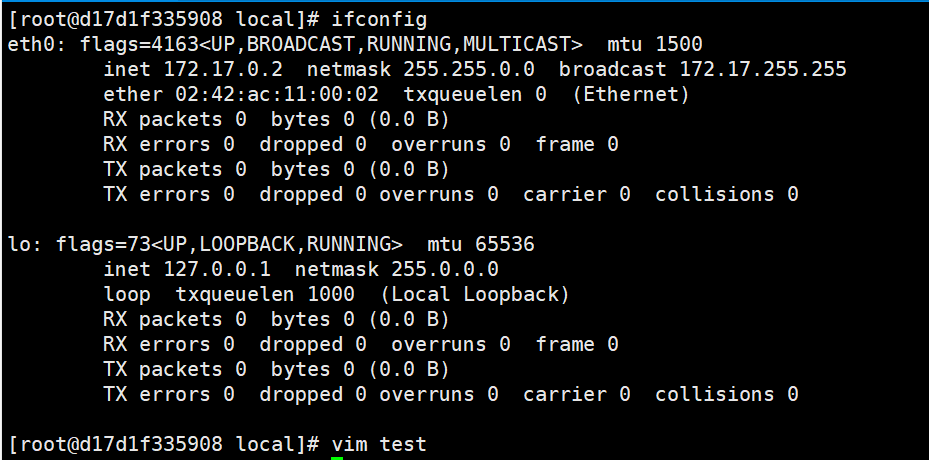 [root@d17d1f335908 local]# ifconfig
eth0: flags=4163<UP,BROADCAST,RUNNING,MULTICAST>  mtu 1500
        inet 172.17.0.2  netmask 255.255.0.0  broadcast 172.17.255.255
        ether 02:42:ac:11:00:02  txqueuelen 0  (Ethernet)
        RX packets 0  bytes 0 (0.0 B)
        RX errors 0  dropped 0  overruns 0  frame 0
        TX packets 0  bytes 0 (0.0 B)
        TX errors 0  dropped 0 overruns 0  carrier 0  collisions 0

lo: flags=73<UP,LOOPBACK,RUNNING>  mtu 65536
        inet 127.0.0.1  netmask 255.0.0.0
        loop  txqueuelen 1000  (Local Loopback)
        RX packets 0  bytes 0 (0.0 B)
        RX errors 0  dropped 0  overruns 0  frame 0
        TX packets 0  bytes 0 (0.0 B)
        TX errors 0  dropped 0 overruns 0  carrier 0  collisions 0

[root@d17d1f335908 local]# vim test